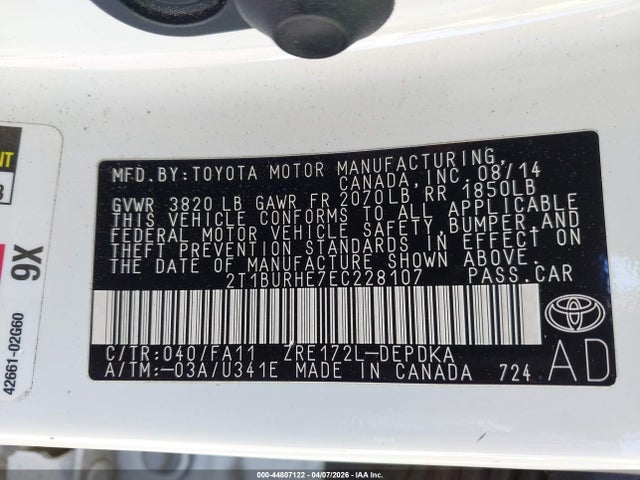 MFD.BY:TOYOTA MOTOR MANUFACTURING,
CANADA,INC. 08/14
GVWR 3820 LB GAWR FR 2070LB,RR 1850LB
THIS VEHICLE CONFORMS TO ALL APPLICABLE
FEDERAL MOTOR VEHICLE SAFETY,BUMPER,AND
THEFT PREVENTION STANDARDS IN EFFECT ON
THE DATE OF MANUFACTURE SHOWN ABOVE.
2T1BURHE7EC228107 PASS.CAR
C/TR:040/FA11 ZRE172L-DEPDKA
A/TM:-03A/U341E MADE IN CANADA 724
AD
9X
42661-02G60
000-44807122 - 04/07/2026 - IAA Inc.